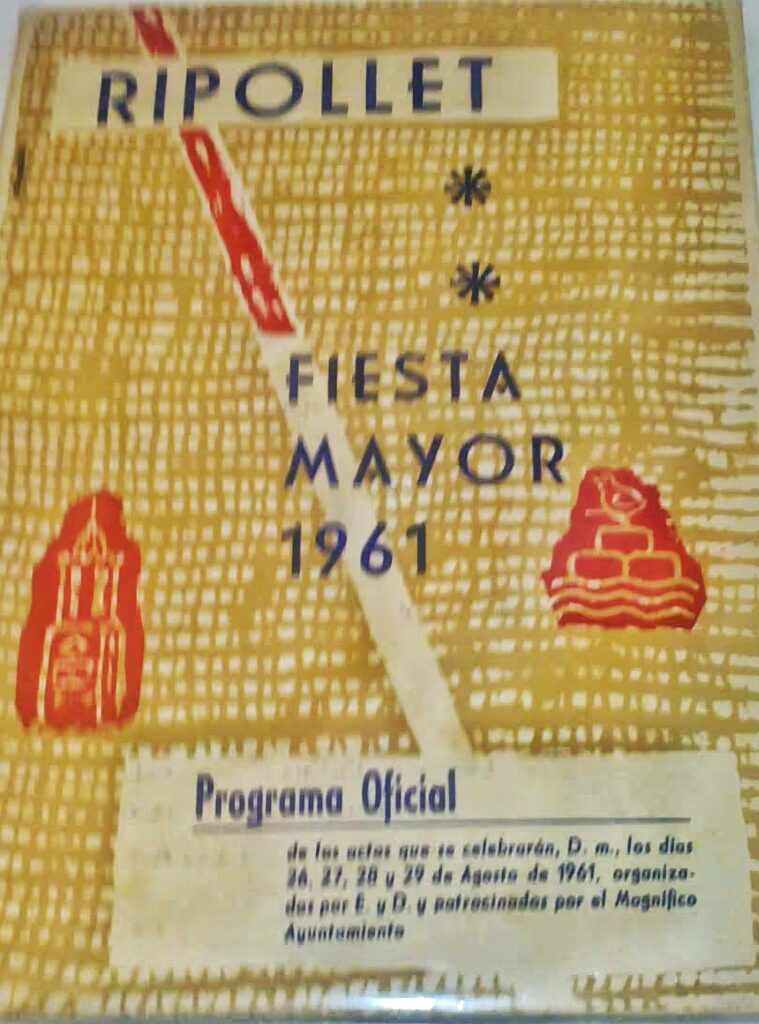 RIPOLLET
* *
FIESTA
MAYOR
1961
Programa Oficial
de los actos que se celebrarán, D. m., los días
26, 27, 28 y 29 de Agosto de 1961, organiza-
dos por E. y D. y patrocinados por el Magnífico
Ayuntamiento